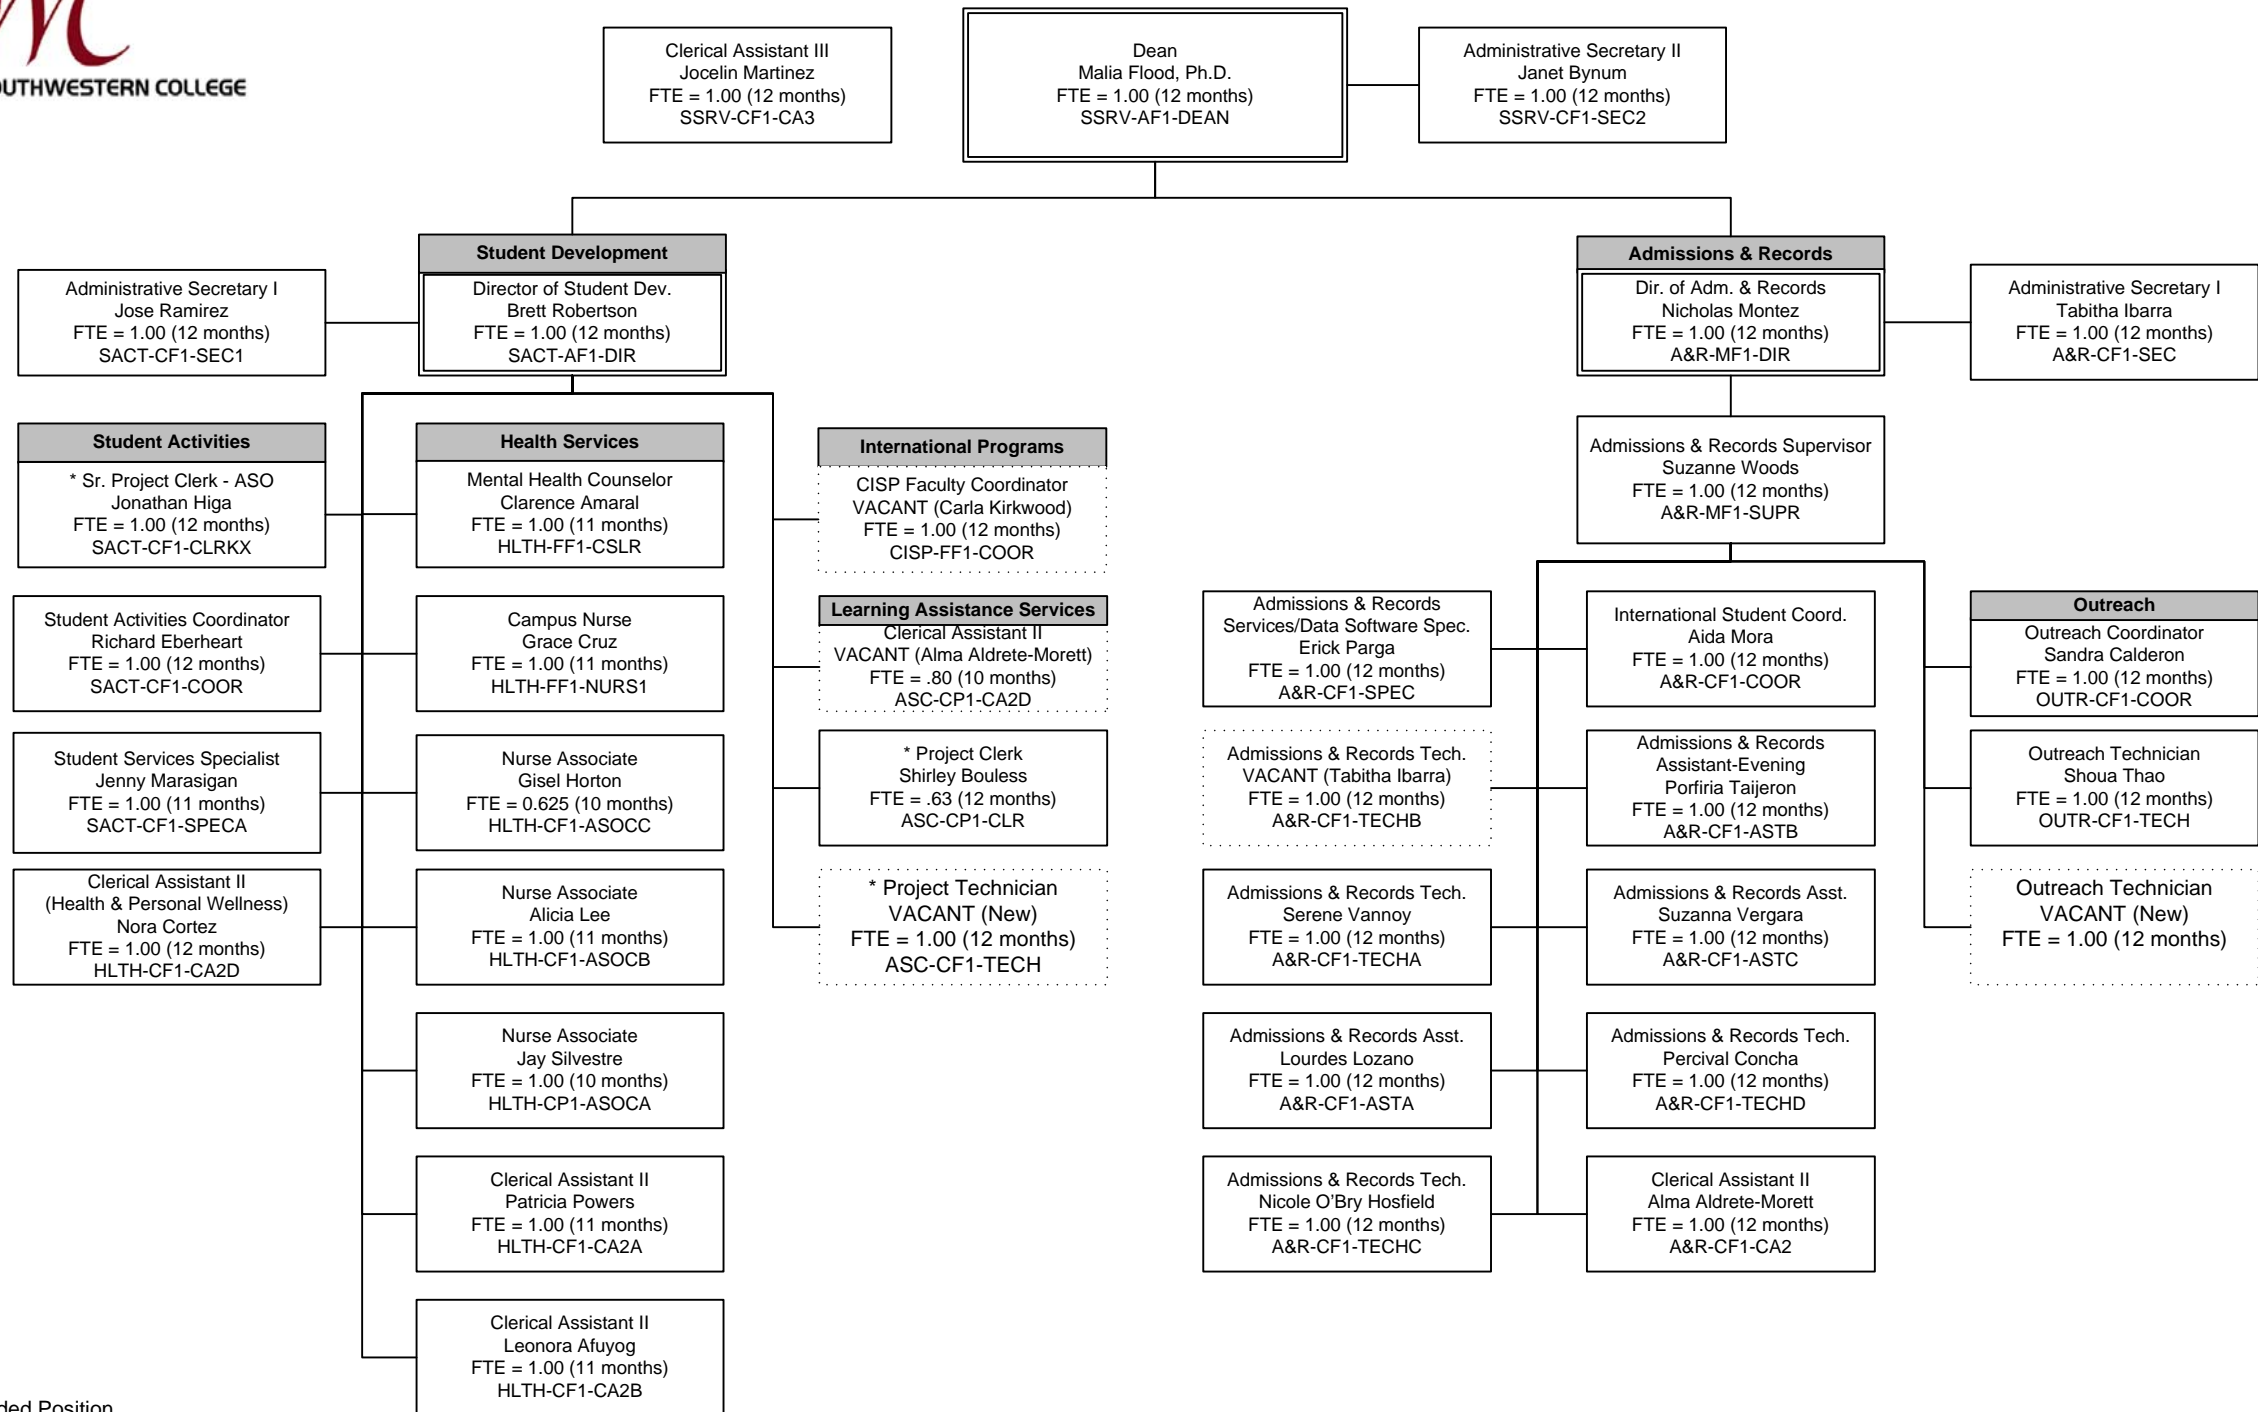 Clerical Assistant III
Jocelin Martinez
FTE = 1.00 (12 months)
SSRV-CF1-CA3
Dean
Malia Flood, Ph.D.
FTE = 1.00 (12 months)
SSRV-AF1-DEAN
Administrative Secretary II
Janet Bynum
FTE = 1.00 (12 months)
SSRV-CF1-SEC2
COLLEGE
Administrative Secretary I
Jose Ramirez
FTE = 1.00 (12 months)
SACT-CF1-SEC1
Student Development
Director of Student Dev.
Brett Robertson
FTE = 1.00 (12 months)
SACT-AF1-DIR
Admissions & Records
Dir. of Adm. & Records
Nicholas Montez
FTE = 1.00 (12 months)
A&R-MF1-DIR
Administrative Secretary I
Tabitha Ibarra
FTE = 1.00 (12 months)
A&R-CF1-SEC
Student Activities
* Sr. Project Clerk - ASO
Jonathan Higa
FTE = 1.00 (12 months)
SACT-CF1-CLRKX
Student Activities Coordinator
Richard Eberheart
FTE = 1.00 (12 months)
SACT-CF1-COOR
Student Services Specialist
Jenny Marasigan
FTE = 1.00 (11 months)
SACT-CF1-SPECA
Clerical Assistant II
(Health & Personal Wellness)
Nora Cortez
FTE = 1.00 (12 months)
HLTH-CF1-CA2D
Health Services
Mental Health Counselor
Clarence Amaral
FTE = 1.00 (11 months)
HLTH-FF1-CSLR
Campus Nurse
Grace Cruz
FTE = 1.00 (11 months)
HLTH-FF1-NURS1
Nurse Associate
Gisel Horton
FTE = 0.625 (10 months)
HLTH-CF1-ASOCC
Nurse Associate
Alicia Lee
FTE = 1.00 (11 months)
HLTH-CF1-ASOCB
Nurse Associate
Jay Silvestre
FTE = 1.00 (10 months)
HLTH-CP1-ASOCA
Clerical Assistant II
Patricia Powers
FTE = 1.00 (11 months)
HLTH-CF1-CA2A
Clerical Assistant II
Leonora Afuyog
FTE = 1.00 (11 months)
HLTH-CF1-CA2B
International Programs
CISP Faculty Coordinator
VACANT (Carla Kirkwood)
FTE = 1.00 (12 months)
CISP-FF1-COOR
Learning Assistance Services
Clerical Assistant II
VACANT (Alma Aldrete-Morett)
FTE = .80 (10 months)
ASC-CP1-CA2D
* Project Clerk
Shirley Bouless
FTE = .63 (12 months)
ASC-CP1-CLR
* Project Technician
VACANT (New)
FTE = 1.00 (12 months)
ASC-CF1-TECH
Admissions & Records Supervisor
Suzanne Woods
FTE = 1.00 (12 months)
A&R-MF1-SUPR
Admissions & Records
Services/Data Software Spec.
Erick Parga
FTE = 1.00 (12 months)
A&R-CF1-SPEC
Admissions & Records Tech.
VACANT (Tabitha Ibarra)
FTE = 1.00 (12 months)
A&R-CF1-TECHB
Admissions & Records Tech.
Serene Vannoy
FTE = 1.00 (12 months)
A&R-CF1-TECHA
Admissions & Records Asst.
Lourdes Lozano
FTE = 1.00 (12 months)
A&R-CF1-ASTA
Admissions & Records Tech.
Nicole O’Bry Hosfield
FTE = 1.00 (12 months)
A&R-CF1-TECHC
International Student Coord.
Aida Mora
FTE = 1.00 (12 months)
A&R-CF1-COOR
Admissions & Records
Assistant-Evening
Porfiria Taijeron
FTE = 1.00 (12 months)
A&R-CF1-ASTB
Admissions & Records Asst.
Suzanna Vergara
FTE = 1.00 (12 months)
A&R-CF1-ASTC
Admissions & Records Tech.
Percival Concha
FTE = 1.00 (12 months)
A&R-CF1-TECHD
Clerical Assistant II
Alma Aldrete-Morett
FTE = 1.00 (12 months)
A&R-CF1-CA2
Outreach
Outreach Coordinator
Sandra Calderon
FTE = 1.00 (12 months)
OUTR-CF1-COOR
Outreach Technician
Shoua Thao
FTE = 1.00 (12 months)
OUTR-CF1-TECH
Outreach Technician
VACANT (New)
FTE = 1.00 (12 months)
Position